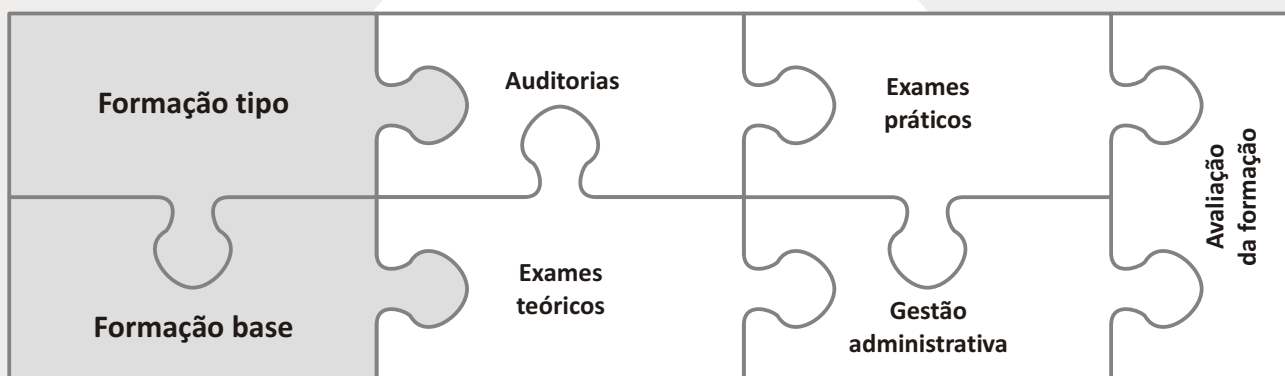 Formação tipo
Auditorias
Exames
práticos
Avaliação
da formação
Formação base
Exames
teóricos
Gestão
administrativa